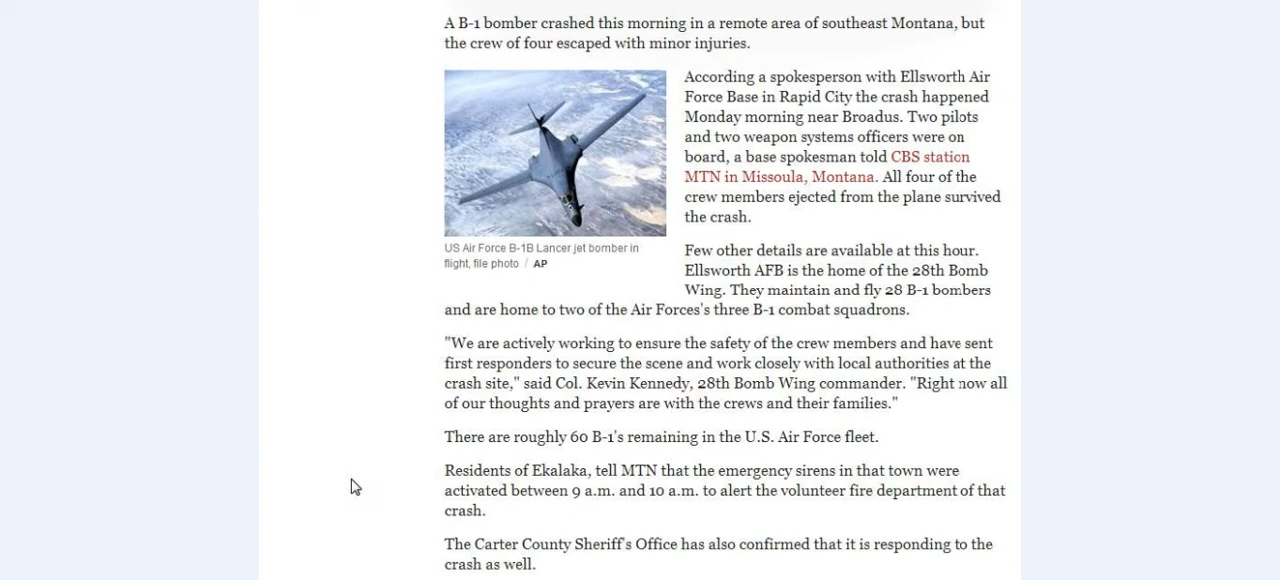 A B-1 bomber crashed this morning in a remote area of southeast Montana, but
the crew of four escaped with minor injuries.
According a spokesperson with Ellsworth Air
Force Base in Rapid City the crash happened
Monday morning near Broadus. Two pilots
and two weapon systems officers were on
board, a base spokesman told CBS station
MTN in Missoula, Montana. All four of the
crew members ejected from the plane survived
the crash.
US Air Force B-1B Lancer jet bomber in
flight, file photo / AP
Few other details are available at this hour.
Ellsworth AFB is the home of the 28th Bomb
Wing. They maintain and fly 28 B-1 bombers
and are home to two of the Air Forces's three B-1 combat squadrons.
"We are actively working to ensure the safety of the crew members and have sent
first responders to secure the scene and work closely with local authorities at the
crash site," said Col. Kevin Kennedy, 28th Bomb Wing commander. "Right now all
of our thoughts and prayers are with the crews and their families."
There are roughly 60 B-1's remaining in the U.S. Air Force fleet.
Residents of Ekalaka, tell MTN that the emergency sirens in that town were
activated between 9 a.m. and 10 a.m. to alert the volunteer fire department of that
crash.
The Carter County Sheriff's Office has also confirmed that it is responding to the
crash as well.